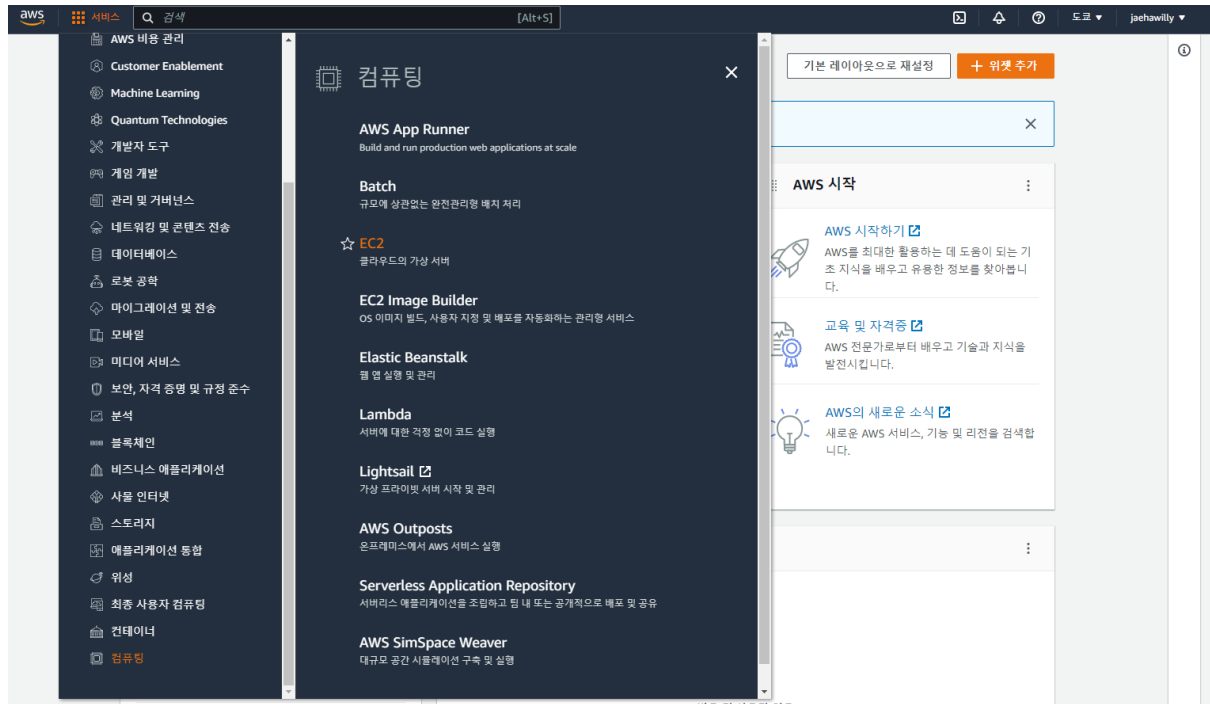 aws
서비스
검색
[Alt+S]
도쿄 ▼
jaehawilly ▼
AWS 비용 관리
Customer Enablement
Machine Learning
Quantum Technologies
개발자 도구
게임 개발
관리 및 거버넌스
네트워킹 및 콘텐츠 전송
데이터베이스
로봇 공학
마이그레이션 및 전송
모바일
미디어 서비스
보안, 자격 증명 및 규정 준수
분석
블록체인
비즈니스 애플리케이션
사물 인터넷
스토리지
애플리케이션 통합
위성
최종 사용자 컴퓨팅
컨테이너
컴퓨팅
컴퓨팅
AWS App Runner
Build and run production web applications at scale
Batch
규모에 상관없는 완전관리형 배치 처리
EC2
클라우드의 가상 서버
EC2 Image Builder
OS 이미지 빌드, 사용자 지정 및 배포를 자동화하는 관리형 서비스
Elastic Beanstalk
웹 앱 실행 및 관리
Lambda
서버에 대한 걱정 없이 코드 실행
Lightsail
가상 프라이빗 서버 시작 및 관리
AWS Outposts
온프레미스에서 AWS 서비스 실행
Serverless Application Repository
서버리스 애플리케이션을 조립하고 팀 내 또는 공개적으로 배포 및 공유
AWS SimSpace Weaver
대규모 공간 시뮬레이션 구축 및 실행
기본 레이아웃으로 재설정
+ 위젯 추가
AWS 시작
AWS 시작하기
AWS를 최대한 활용하는 데 도움이 되는 기
초 지식을 배우고 유용한 정보를 찾아봅니
다.
교육 및 자격증
AWS 전문가로부터 배우고 기술과 지식을
발전시킵니다.
AWS의 새로운 소식
새로운 AWS 서비스, 기능 및 리전을 검색합
니다.